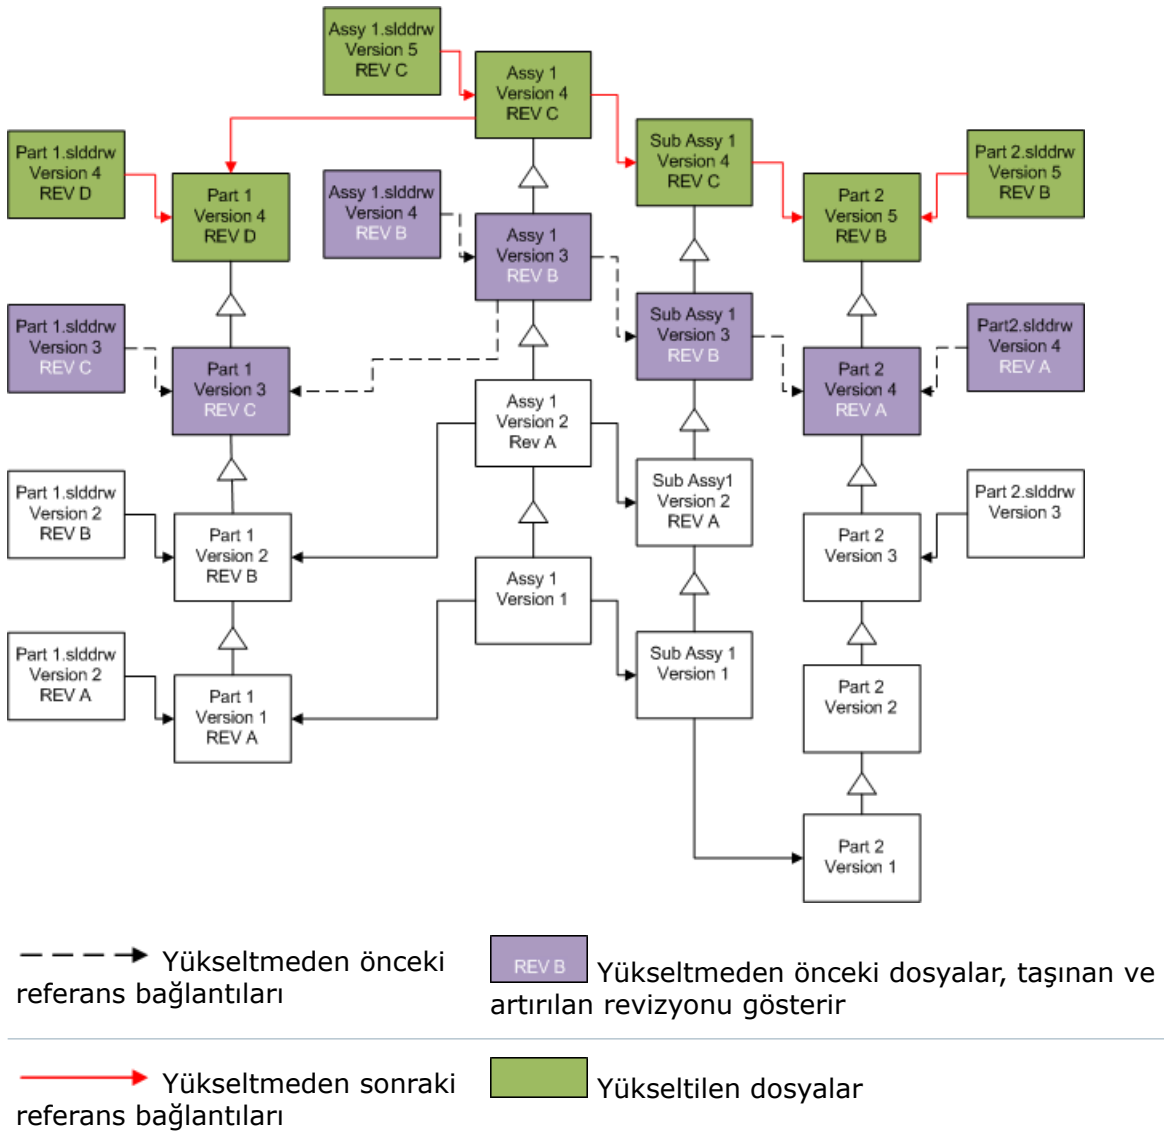 Assy 1.slddrw
Version 5
REV C
Assy 1
Version 4
REV C
Part 1.slddrw
Version 4
REV D
Part 1
Version 4
REV D
Assy 1.slddrw
Version 4
REV B
Sub Assy 1
Version 4
REV C
Part 2
Version 5
REV B
Part 2.slddrw
Version 5
REV B
Assy 1
Version 3
REV B
Part 1.slddrw
Version 3
REV C
Part 1
Version 3
REV C
Sub Assy 1
Version 3
REV B
Part 2
Version 4
REV A
Part2.slddrw
Version 4
REV A
Assy 1
Version 2
Rev A
Part 1.slddrw
Version 2
REV B
Part 1
Version 2
REV B
Sub Assy1
Version 2
REV A
Part 2
Version 3
Part 2.slddrw
Version 3
Assy 1
Version 1
Part 1.slddrw
Version 2
REV A
Part 1
Version 1
REV A
Sub Assy 1
Version 1
Part 2
Version 2
Part 2
Version 1
Yükseltmeden önceki
referans bağlantıları
REV B
Yükseltmeden önceki dosyalar, taşınan ve
artırılan revizyonu gösterir
Yükseltmeden sonraki
referans bağlantıları
Yükseltilen dosyalar